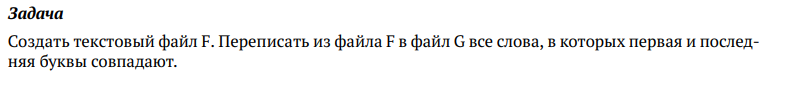 Задача
Создать текстовый файл F. Переписать из файла F в файл G все слова, в которых первая и послед-
няя буквы совпадают.